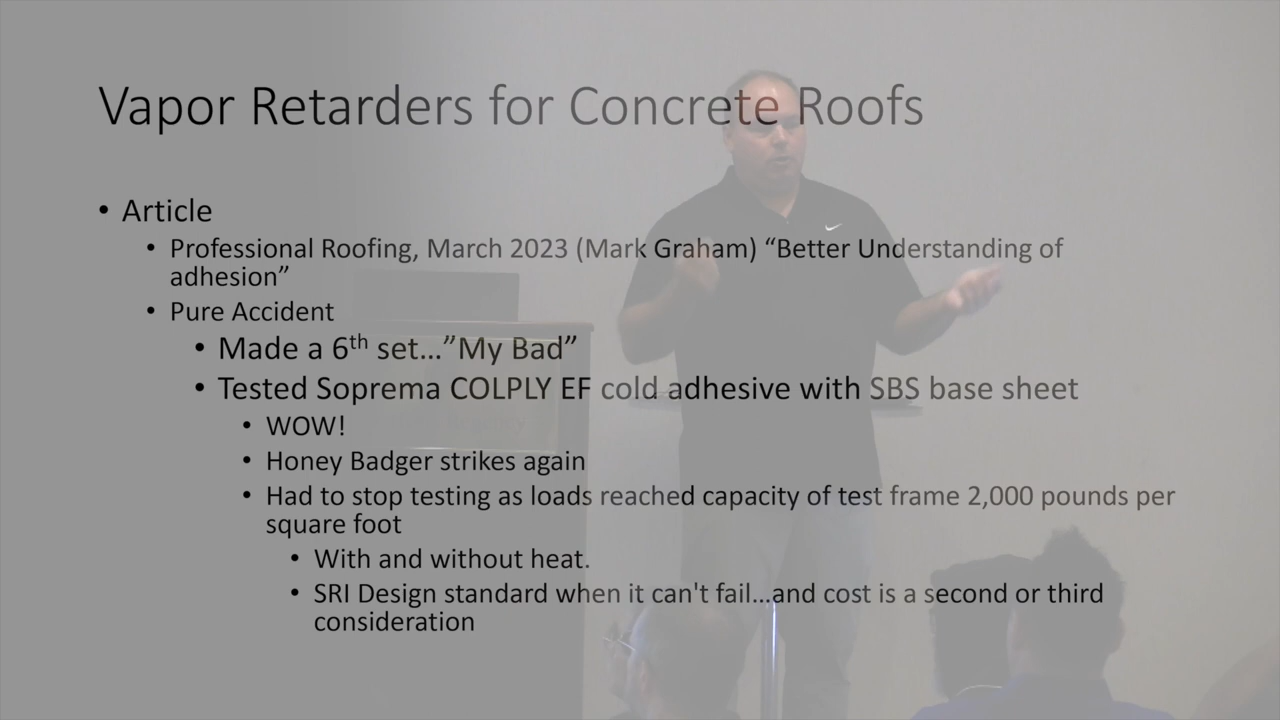 Vapor Retarders for Concrete Roofs
• Article
• Professional Roofing, March 2023 (Mark Graham) “Better Understanding of
adhesion”
• Pure Accident
• Made a 6th set…”My Bad”
• Tested Soprema COLPLY EF cold adhesive with SBS base sheet
• WOW!
• Honey Badger strikes again
• Had to stop testing as loads reached capacity of test frame 2,000 pounds per
square foot
• With and without heat.
• SRI Design standard when it can't fail…and cost is a second or third
consideration